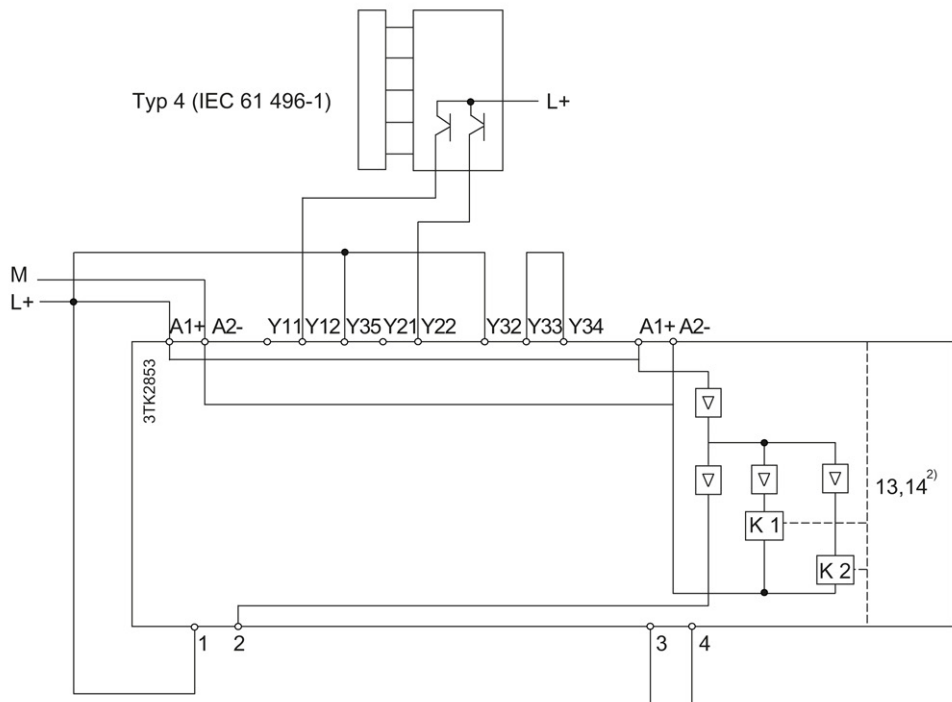 Typ 4 (IEC 61 496-1)
L+
M
L+
A1+ A2- Y11 Y12 Y35 Y21 Y22 Y32 Y33 Y34 A1+ A2-
3TK2853
13,14²⁾
K 1
K 2
1 2 3 4